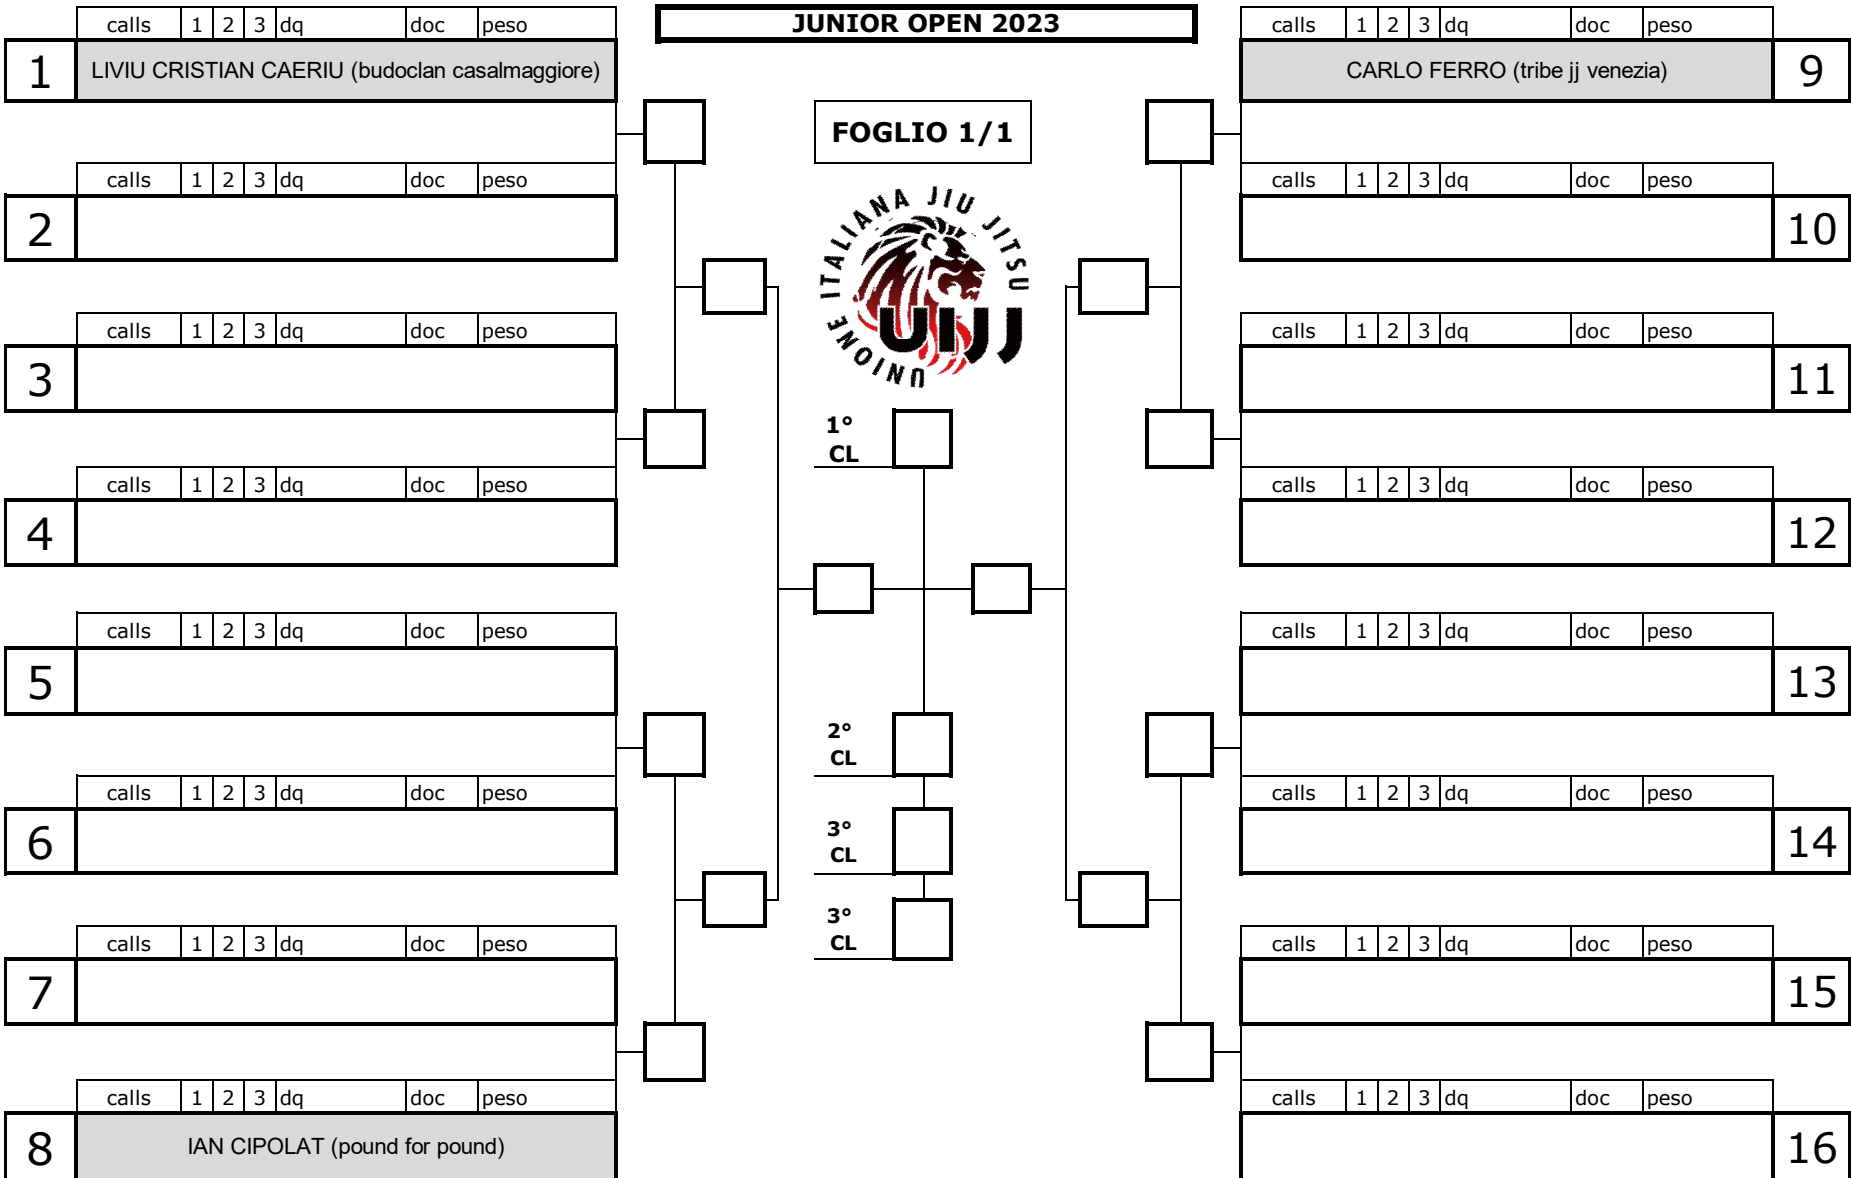 JUNIOR OPEN 2023
calls 1 2 3 dq doc peso
1 LIVIU CRISTIAN CAERIU (budoclan casalmaggiore)
calls 1 2 3 dq doc peso
2
calls 1 2 3 dq doc peso
3
calls 1 2 3 dq doc peso
4
calls 1 2 3 dq doc peso
5
calls 1 2 3 dq doc peso
6
calls 1 2 3 dq doc peso
7
calls 1 2 3 dq doc peso
8 IAN CIPOLAT (pound for pound)
FOGLIO 1/1
UNIONE ITALIANA JIU JITSU
UIJJ
1°
CL
2°
CL
3°
CL
3°
CL
calls 1 2 3 dq doc peso
CARLO FERRO (tribe jj venezia) 9
calls 1 2 3 dq doc peso
10
calls 1 2 3 dq doc peso
11
calls 1 2 3 dq doc peso
12
calls 1 2 3 dq doc peso
13
calls 1 2 3 dq doc peso
14
calls 1 2 3 dq doc peso
15
calls 1 2 3 dq doc peso
16